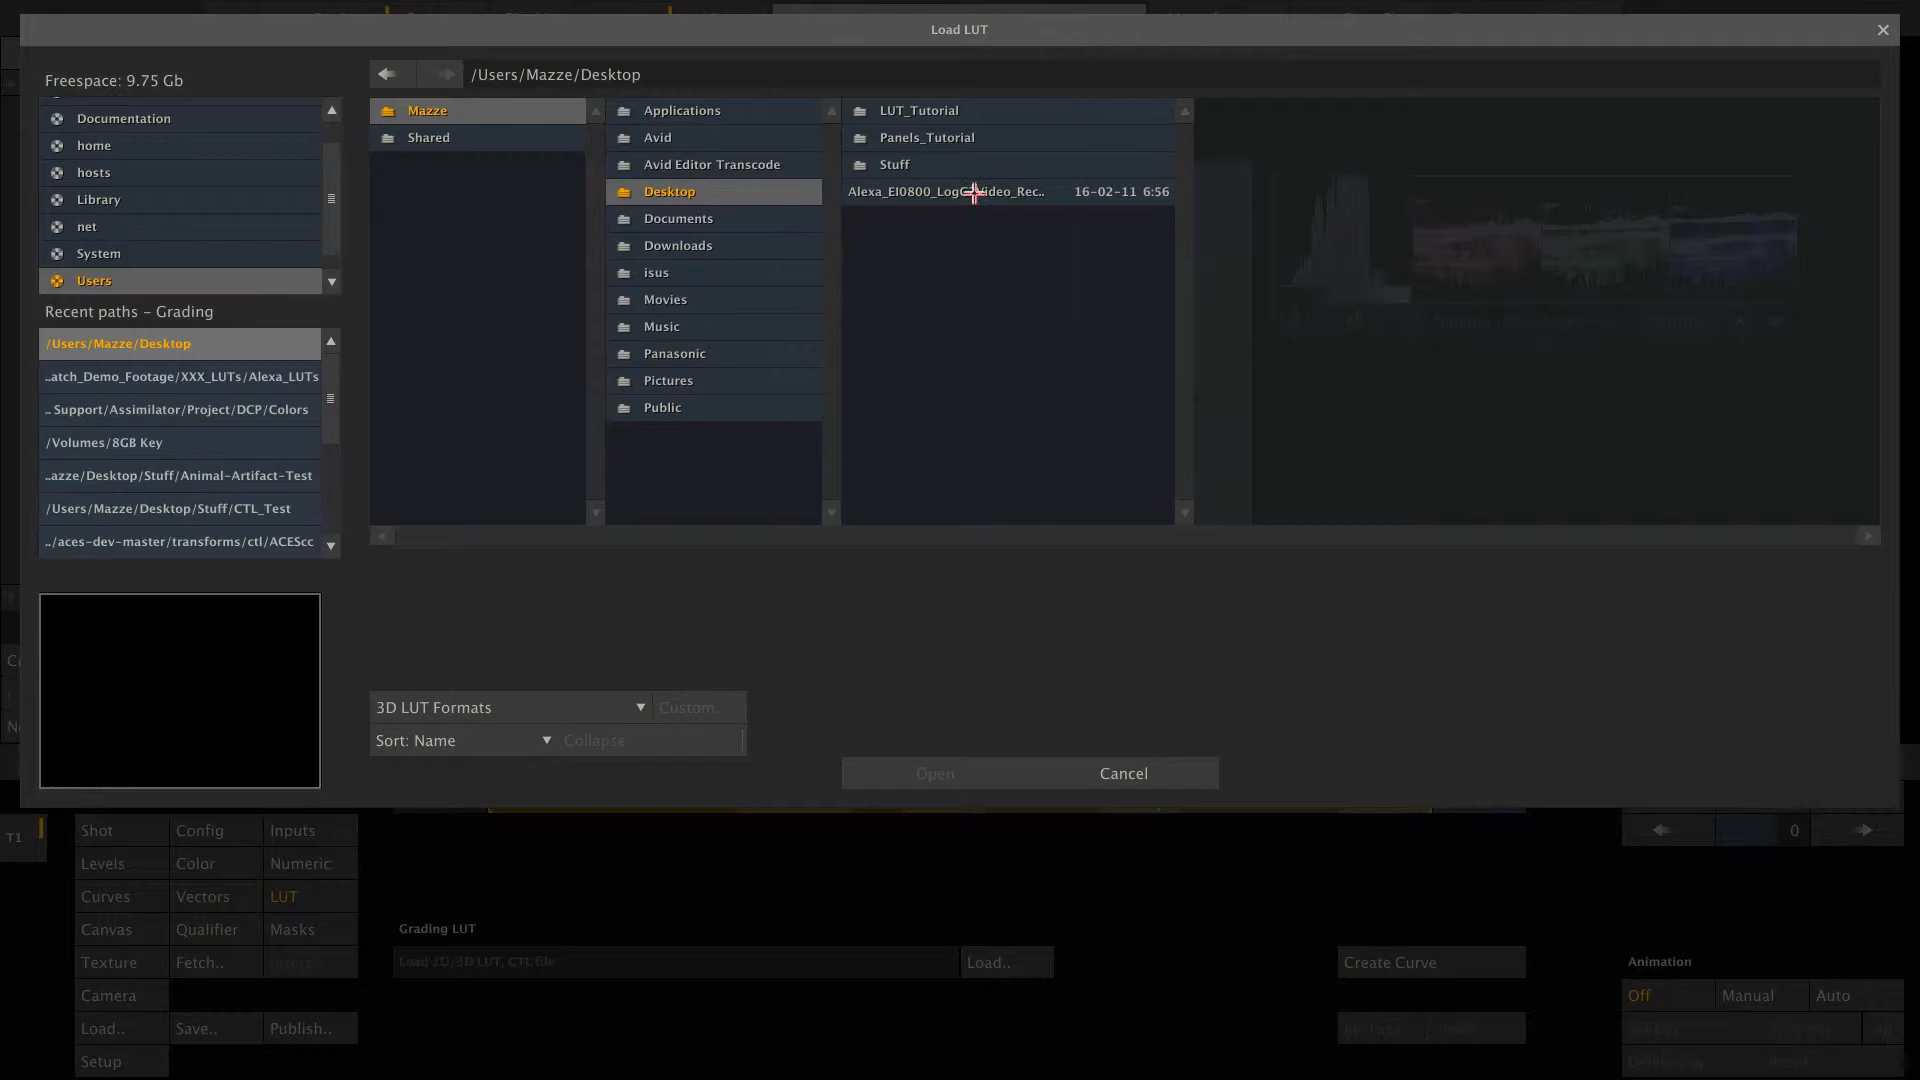 Load LUT
Freespace: 9.75 Gb
/Users/Mazze/Desktop
Documentation
home
hosts
Library
net
System
Users
Mazze
Shared
Applications
Avid
Avid Editor Transcode
Desktop
Documents
Downloads
isus
Movies
Music
Panasonic
Pictures
Public
LUT_Tutorial
Panels_Tutorial
Stuff
16-02-11 6:56
Recent paths - Grading
/Users/Mazze/Desktop
..atch_Demo_Footage/XXX_LUTs/Alexa_LUTs
.. Support/Assimilator/Project/DCP/Colors
/Volumes/8GB Key
..azze/Desktop/Stuff/Animal-Artifact-Test
/Users/Mazze/Desktop/Stuff/CTL_Test
../aces-dev-master/transforms/ctl/ACEScc
3D LUT Formats
Custom..
Sort: Name
Collapse
Open
Cancel
T1
Shot Config Inputs
Levels Color Numeric
Curves Vectors LUT
Canvas Qualifier Masks
Texture Fetch..
Camera
Load.. Save.. Publish..
Setup
Grading LUT
Load 1D/3D LUT, CTL file
Load..
Create Curve
0
Animation
Off Manual Auto